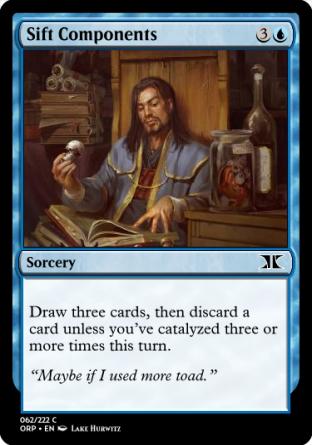 Sift Components 3
Sorcery
Draw three cards, then discard a
card unless you've catalyzed three or
more times this turn.
“Maybe if I used more toad.”
062/222 C
ORP • EN Lake Hurwitz